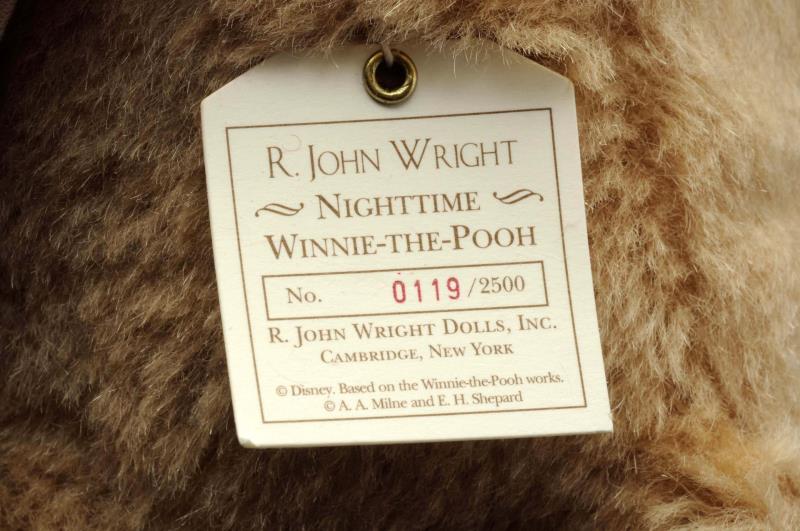 R. JOHN WRIGHT
NIGHTTIME
WINNIE-THE-POOH
No. 0119/2500
R. JOHN WRIGHT DOLLS, INC.
CAMBRIDGE, NEW YORK
© Disney. Based on the Winnie-the-Pooh works.
© A. A. Milne and E. H. Shepard